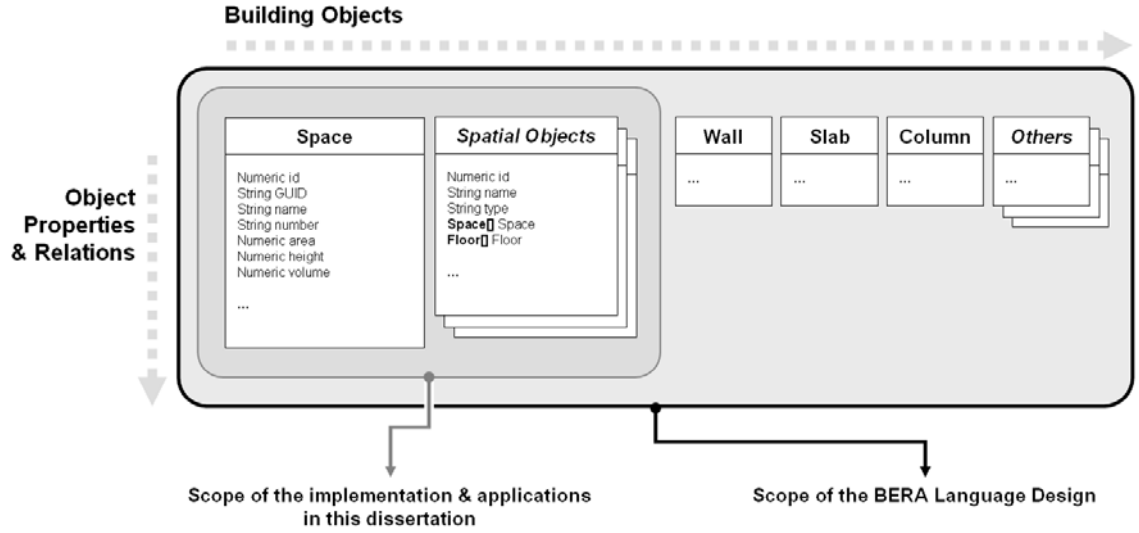 Building Objects
Object
Properties
& Relations
Space
Numeric id
String GUID
String name
String number
Numeric area
Numeric height
Numeric volume
...
Spatial Objects
Numeric id
String name
String type
Space[] Space
Floor[] Floor
...
Wall
...
Slab
...
Column
...
Others
...
Scope of the implementation & applications
in this dissertation
Scope of the BERA Language Design